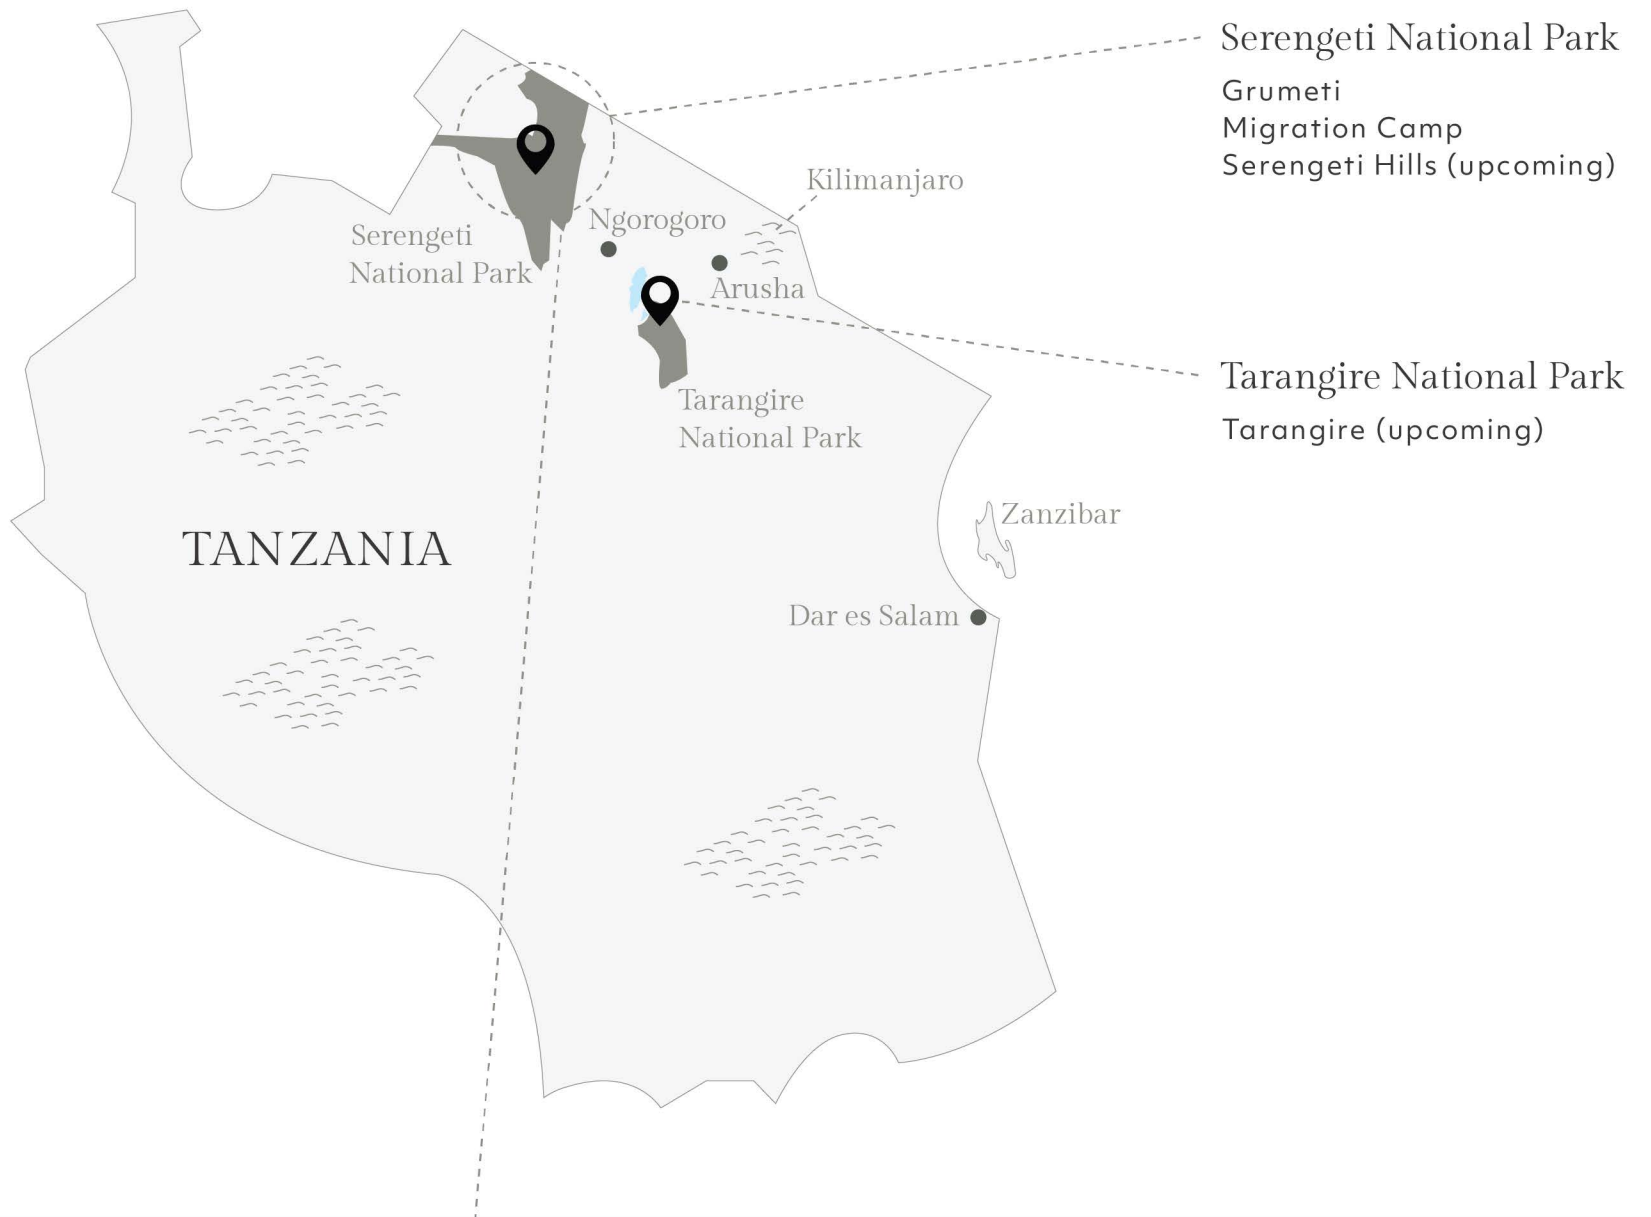 Serengeti National Park
Grumeti
Migration Camp
Serengeti Hills (upcoming)
Kilimanjaro
Ngorogoro
Serengeti
National Park
Arusha
Tarangire National Park
Tarangire (upcoming)
Tarangire
National Park
Zanzibar
TANZANIA
Dar es Salam